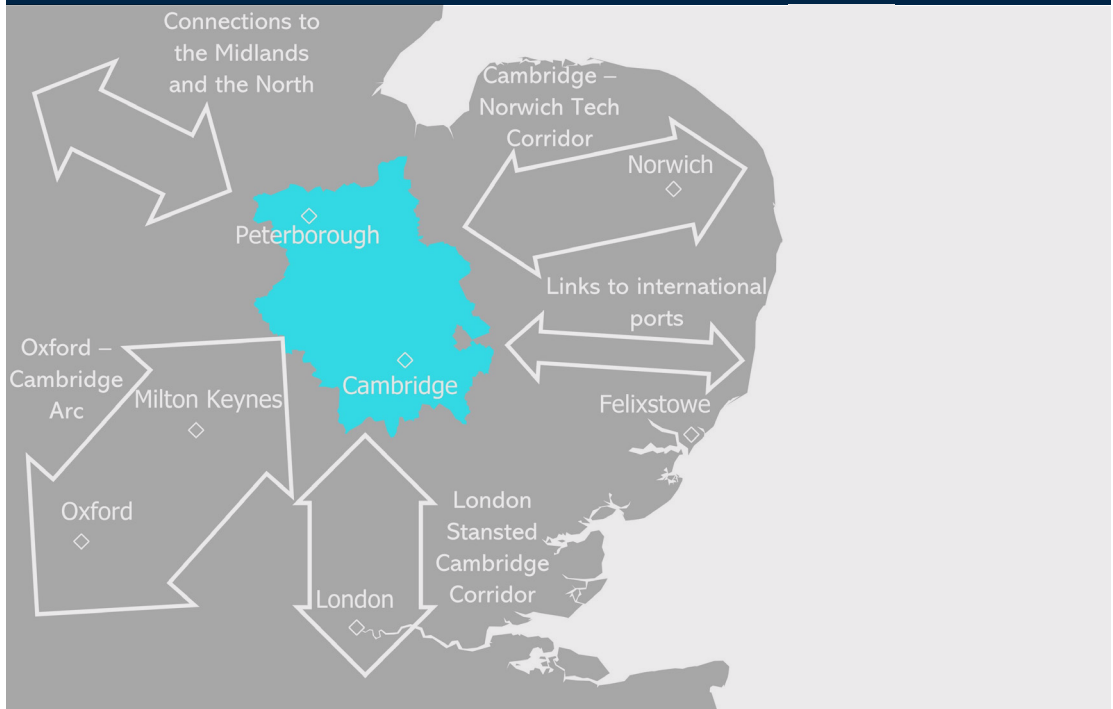 Connections to
the Midlands
and the North
Cambridge –
Norwich Tech
Corridor
Norwich
Peterborough
Links to international
ports
Oxford –
Cambridge
Arc
Milton Keynes
Cambridge
Felixstowe
Oxford
London
Stansted
Cambridge
Corridor
London